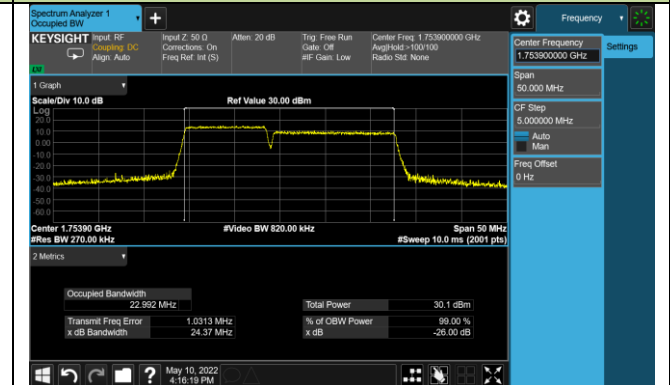 Spectrum Analyzer 1
Occupied BW
Frequency
KEYSIGHT
Input: RF
Coupling: DC
Align: Auto
Input Z: 50 Ω
Corrections: On
Freq Ref: Int (S)
Atten: 20 dB
Trig: Free Run
Gate: Off
#IF Gain: Low
Center Freq: 1.753900000 GHz
Avg|Hold:>100/100
Radio Std: None
Center Frequency
1.753900000 GHz
Settings
Span
50.000 MHz
CF Step
5.000000 MHz
Auto
Man
Freq Offset
0 Hz
1 Graph
Scale/Div 10.0 dB
Ref Value 30.00 dBm
Log
20.0
10.0
0.00
-10.0
-20.0
-30.0
-40.0
-50.0
-60.0
Center 1.75390 GHz
#Video BW 820.00 kHz
Span 50 MHz
#Res BW 270.00 kHz
#Sweep 10.0 ms (2001 pts)
2 Metrics
Occupied Bandwidth
22.992 MHz
Total Power
30.1 dBm
Transmit Freq Error
1.0313 MHz
% of OBW Power
99.00 %
x dB Bandwidth
24.37 MHz
x dB
-26.00 dB
?
May 10, 2022
4:16:19 PM